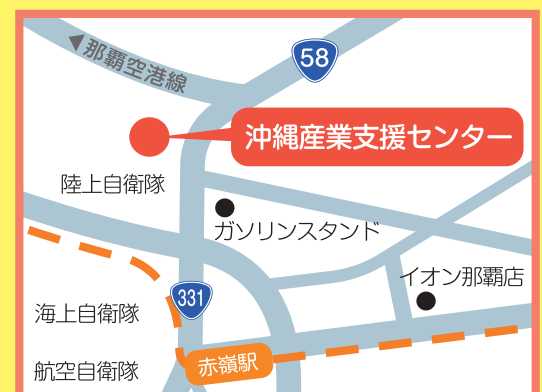 ◀那覇空港線
58
沖縄産業支援センター
陸上自衛隊
ガソリンスタンド
イオン那覇店
海上自衛隊
331
航空自衛隊
赤嶺駅